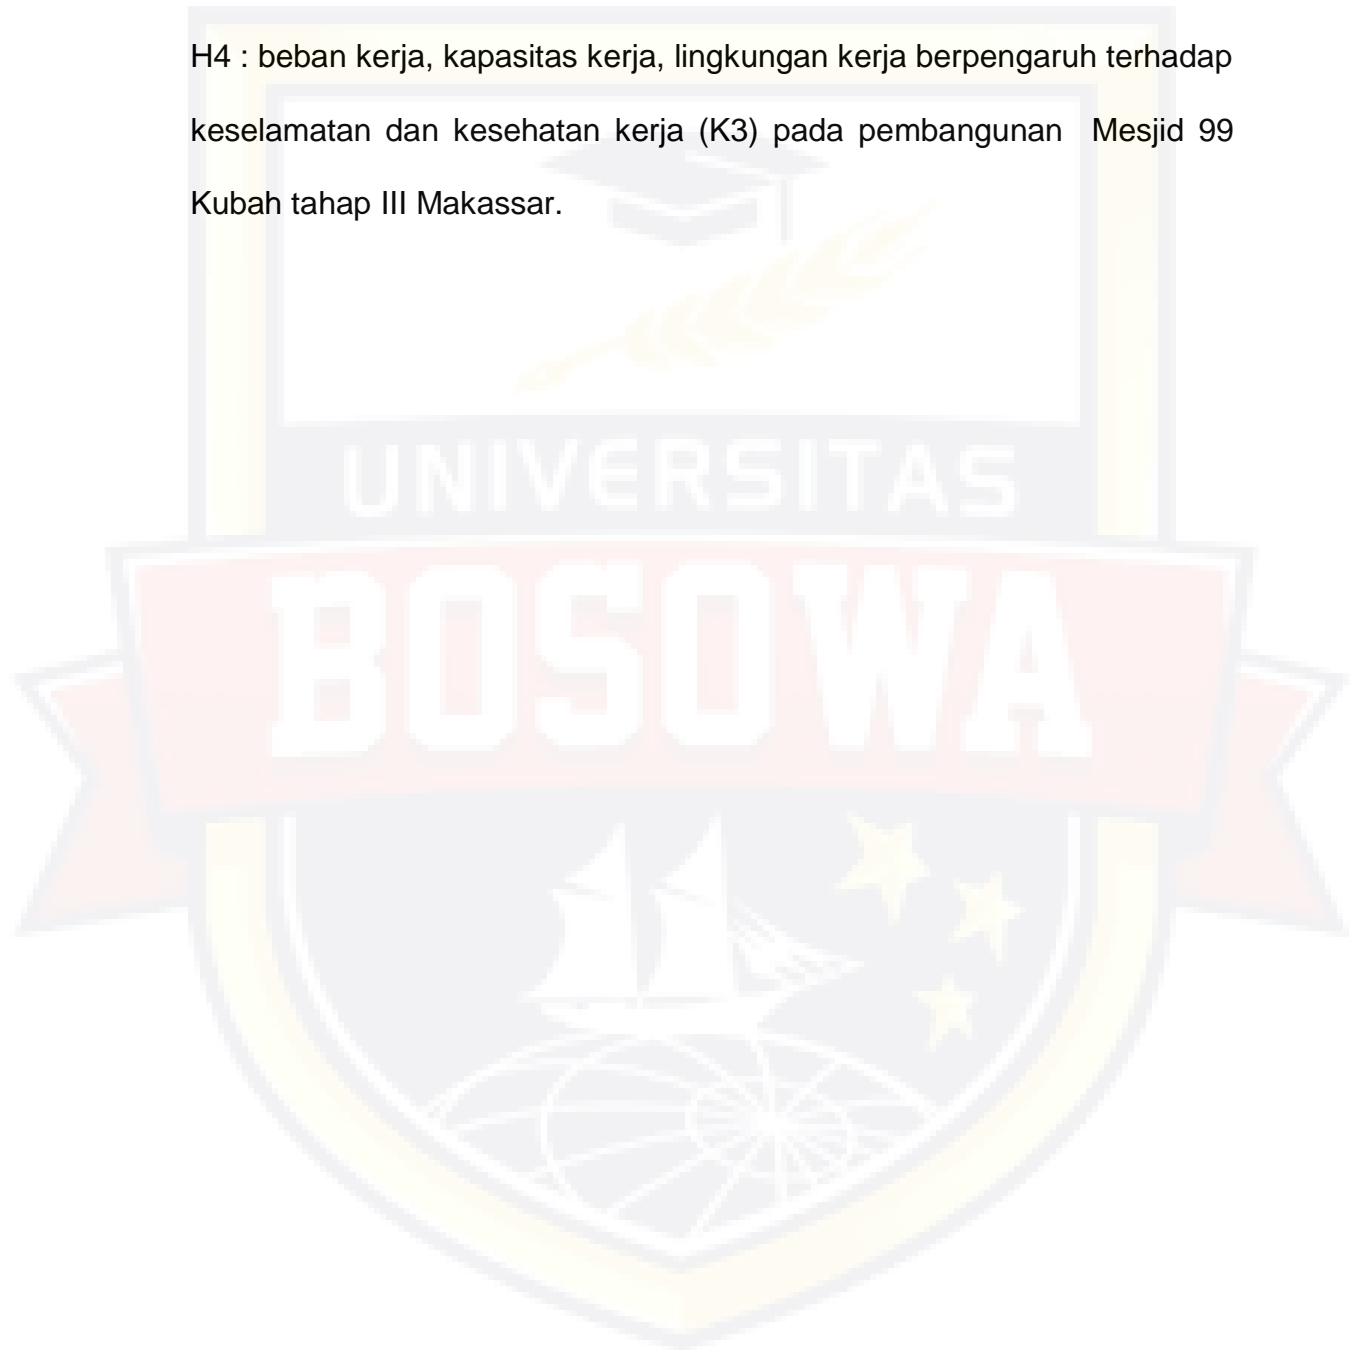 H4 : beban kerja, kapasitas kerja, lingkungan kerja berpengaruh terhadap
keselamatan dan kesehatan kerja (K3) pada pembangunan Mesjid 99
Kubah tahap III Makassar.
UNIVERSITAS
BOSOWA